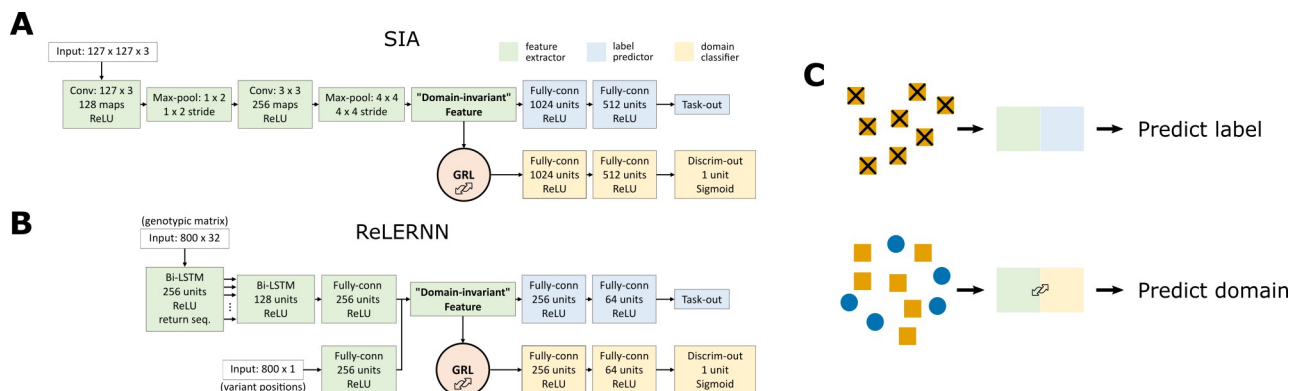 A
SIA
feature
extractor
label
predictor
domain
classifier
Input: 127 x 127 x 3
Conv: 127 x 3
128 maps
ReLU
Max-pool: 1 x 2
1 x 2 stride
Conv: 3 x 3
256 maps
ReLU
Max-pool: 4 x 4
4 x 4 stride
"Domain-invariant"
Feature
Fully-conn
1024 units
ReLU
Fully-conn
512 units
ReLU
Task-out
GRL
Fully-conn
1024 units
ReLU
Fully-conn
512 units
ReLU
Discrim-out
1 unit
Sigmoid
B
ReLERNN
(genotypic matrix)
Input: 800 x 32
Bi-LSTM
256 units
ReLU
return seq.
Bi-LSTM
128 units
ReLU
Fully-conn
256 units
ReLU
"Domain-invariant"
Feature
Fully-conn
256 units
ReLU
Fully-conn
64 units
ReLU
Task-out
Input: 800 x 1
(variant positions)
Fully-conn
256 units
ReLU
GRL
Fully-conn
256 units
ReLU
Fully-conn
64 units
ReLU
Discrim-out
1 unit
Sigmoid
C
Predict label
Predict domain